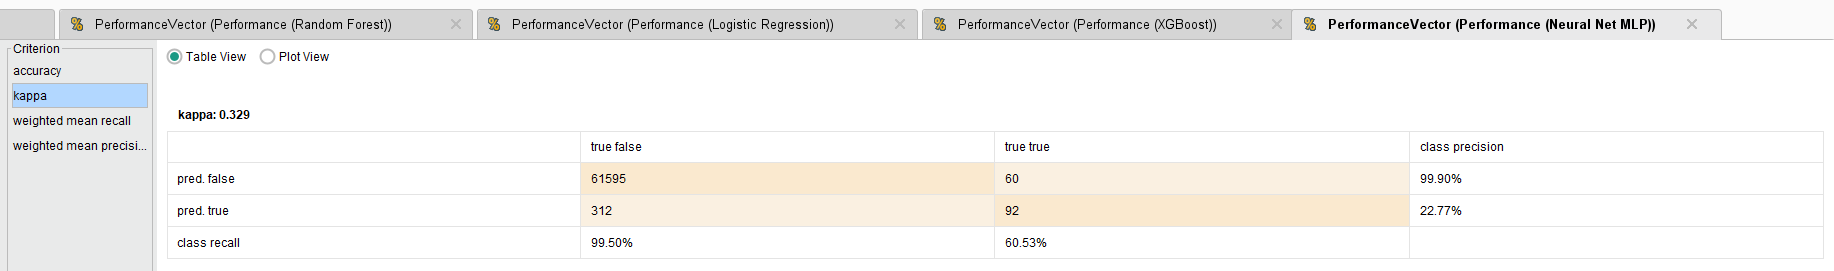 PerformanceVector (Performance (Random Forest)) PerformanceVector (Performance (Logistic Regression)) PerformanceVector (Performance (XGBoost)) PerformanceVector (Performance (Neural Net MLP))
Criterion
accuracy
kappa
weighted mean recall
weighted mean precisi...
Table View Plot View
kappa: 0.329
true false true true class precision
pred. false 61595 60 99.90%
pred. true 312 92 22.77%
class recall 99.50% 60.53%